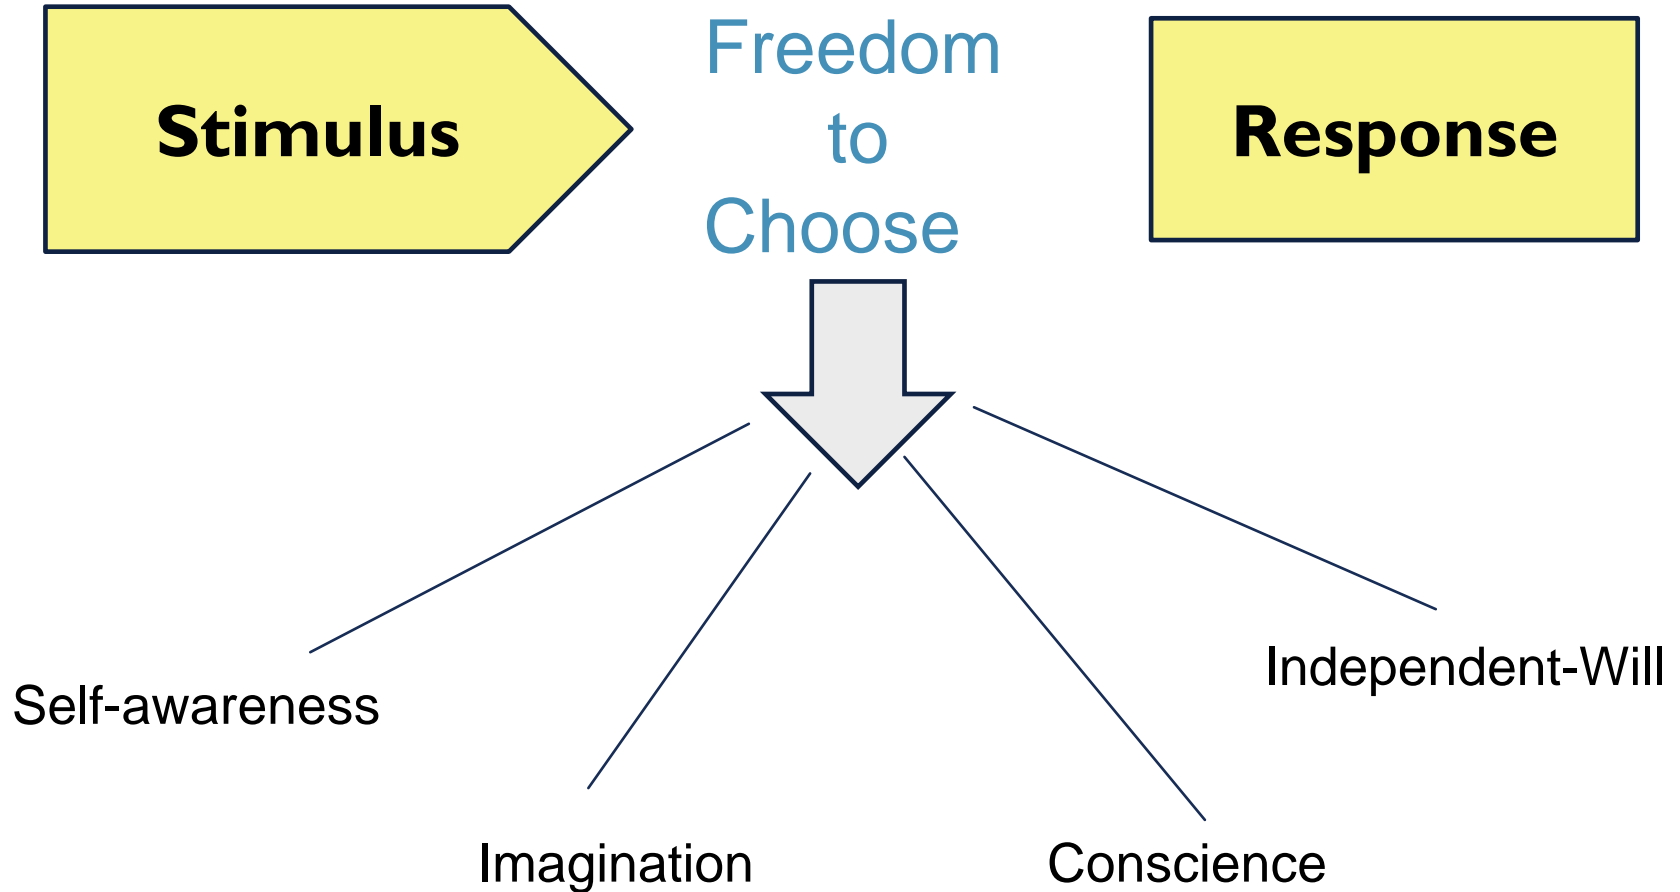 Stimulus
Freedom
to
Choose
Response
Self-awareness
Imagination
Conscience
Independent-Will